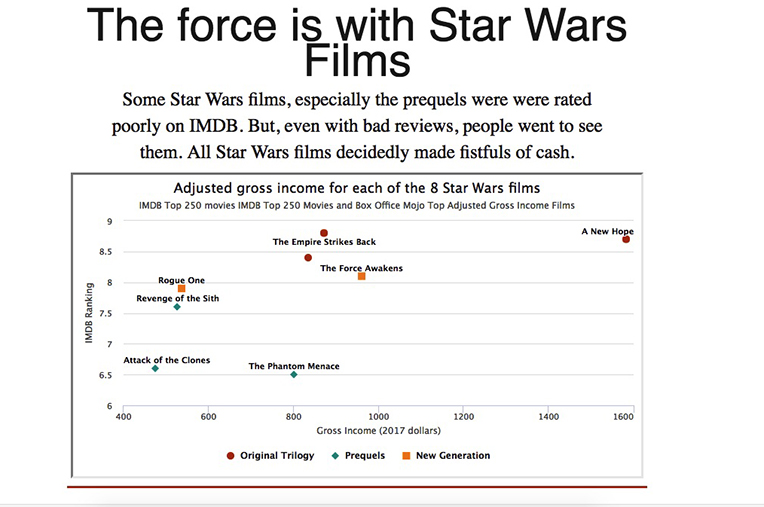 The force is with Star Wars
Films
Some Star Wars films, especially the prequels were were rated
poorly on IMDB. But, even with bad reviews, people went to see
them. All Star Wars films decidedly made fistfuls of cash.
Adjusted gross income for each of the 8 Star Wars films
IMDB Top 250 movies IMDB Top 250 Movies and Box Office Mojo Top Adjusted Gross Income Films
9
A New Hope
The Empire Strikes Back
8.5
The Force Awakens
Rogue One
8
Revenge of the Sith
7.5
IMDB Ranking
7
Attack of the Clones
The Phantom Menace
6.5
6
400 600 800 1000 1200 1400 1600
Gross Income (2017 dollars)
Original Trilogy Prequels New Generation